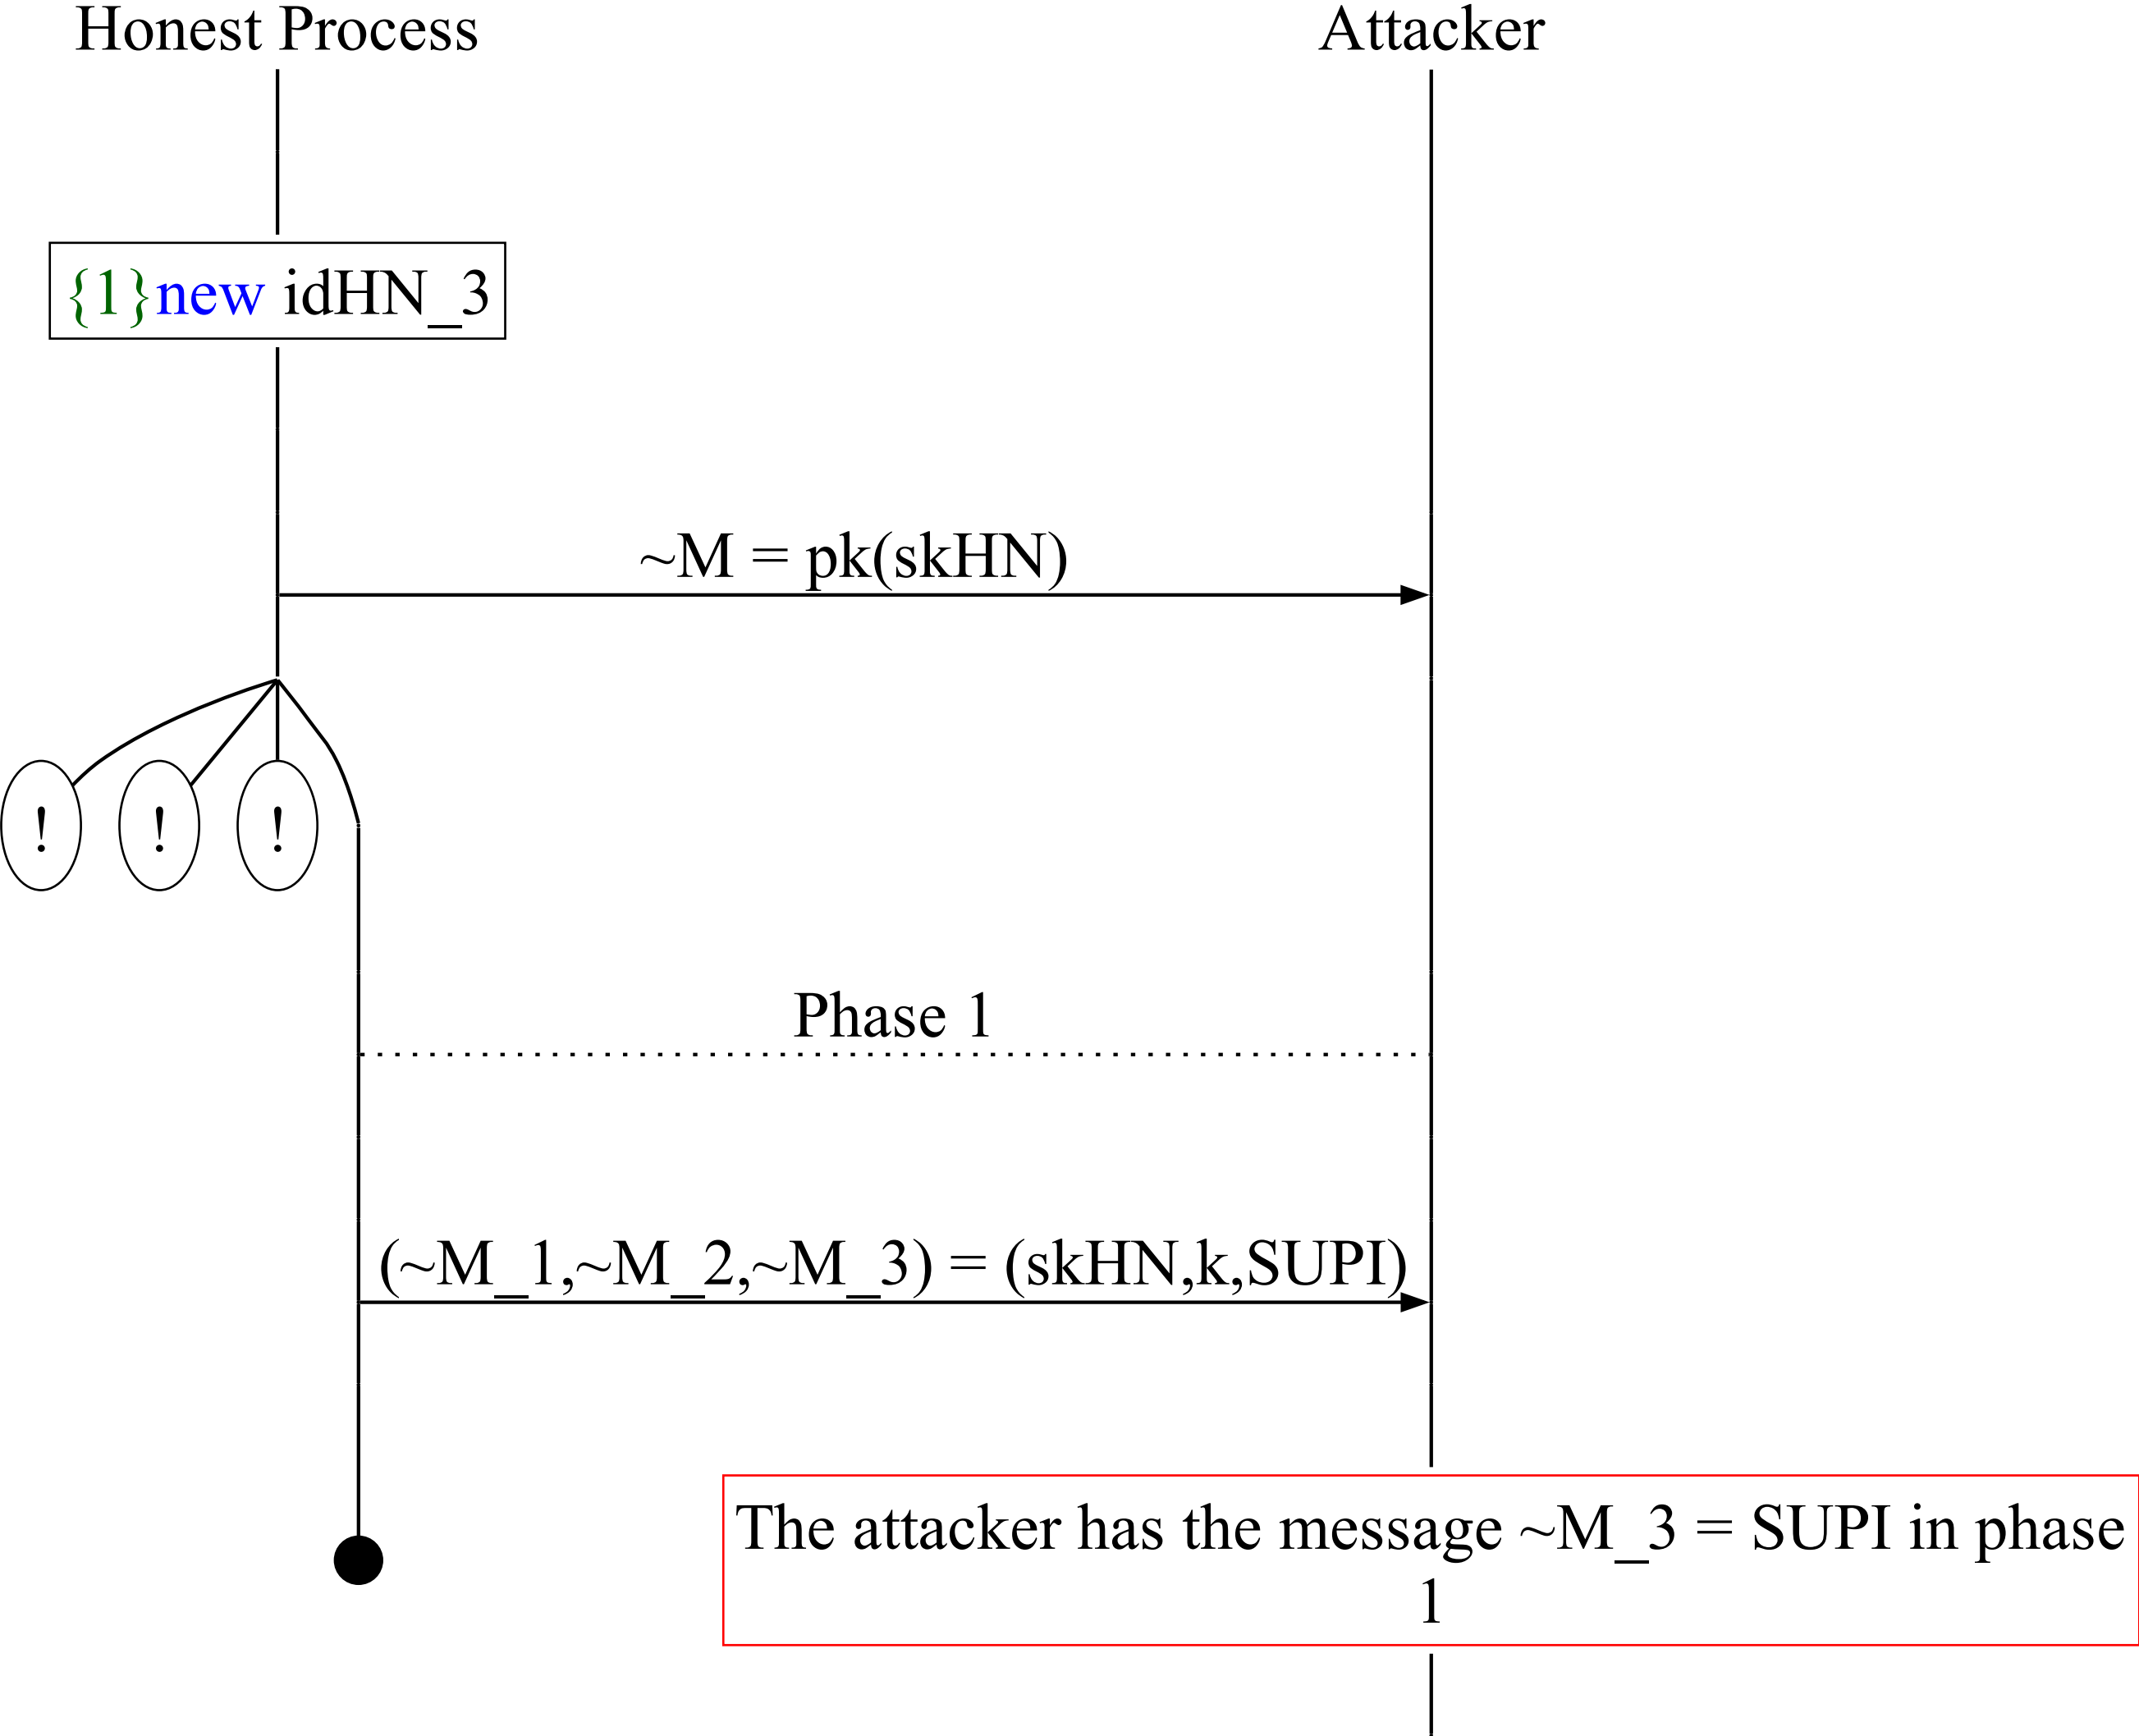 Honest Process
Attacker
{1}new idHN_3
~M = pk(skHN)
!
!
!
Phase 1
(~M_1,~M_2,~M_3) = (skHN,k,SUPI)
The attacker has the message ~M_3 = SUPI in phase
1